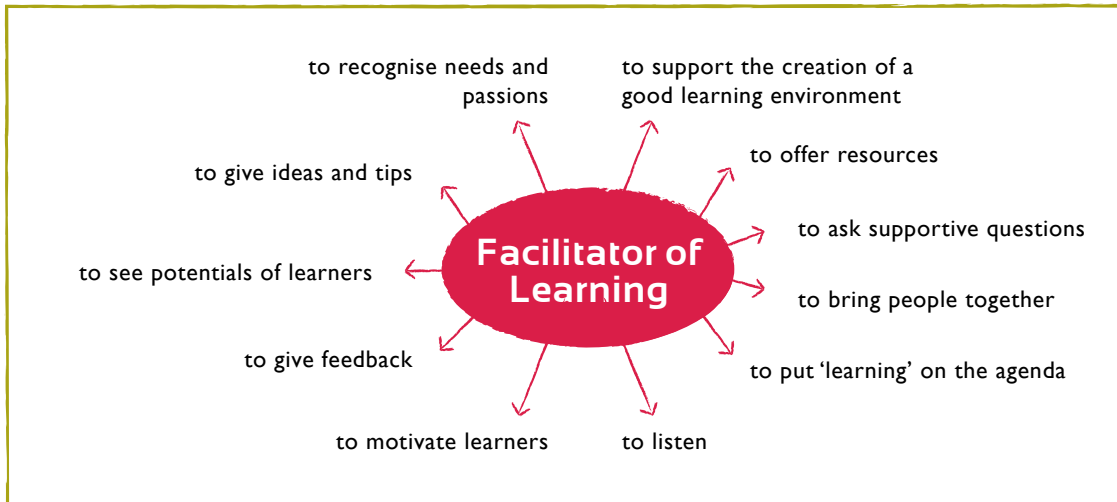 to recognise needs and
passions
to support the creation of a
good learning environment
to give ideas and tips
to offer resources
to ask supportive questions
Facilitator of
Learning
to see potentials of learners
to bring people together
to give feedback
to put ‘learning’ on the agenda
to motivate learners
to listen